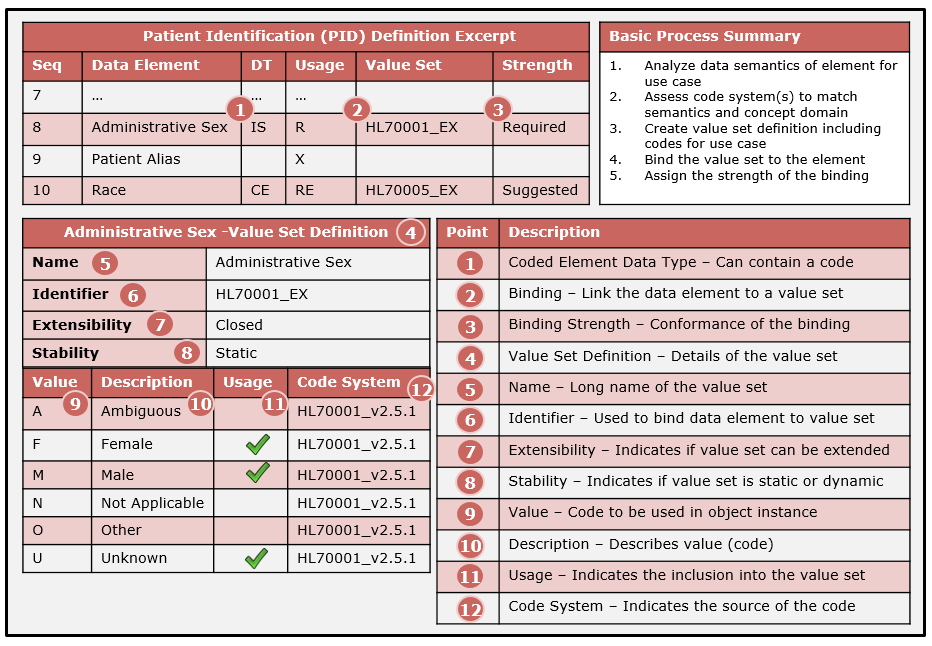 Patient Identification (PID) Definition Excerpt
Seq Data Element DT Usage Value Set Strength
7 ... ... ...
1 2 3
8 Administrative Sex IS R HL70001_EX Required
9 Patient Alias X
10 Race CE RE HL70005_EX Suggested
Basic Process Summary
1. Analyze data semantics of element for
use case
2. Assess code system(s) to match
semantics and concept domain
3. Create value set definition including
codes for use case
4. Bind the value set to the element
5. Assign the strength of the binding
Administrative Sex -Value Set Definition 4
Name 5 Administrative Sex
Identifier 6 HL70001_EX
Extensibility 7 Closed
Stability 8 Static
Value Description Usage Code System
9 10 11 12
A Ambiguous HL70001_v2.5.1
F Female HL70001_v2.5.1
M Male HL70001_v2.5.1
N Not Applicable HL70001_v2.5.1
O Other HL70001_v2.5.1
U Unknown HL70001_v2.5.1
Point Description
1 Coded Element Data Type – Can contain a code
2 Binding – Link the data element to a value set
3 Binding Strength – Conformance of the binding
4 Value Set Definition – Details of the value set
5 Name – Long name of the value set
6 Identifier – Used to bind data element to value set
7 Extensibility – Indicates if value set can be extended
8 Stability – Indicates if value set is static or dynamic
9 Value – Code to be used in object instance
10 Description – Describes value (code)
11 Usage – Indicates the inclusion into the value set
12 Code System – Indicates the source of the code